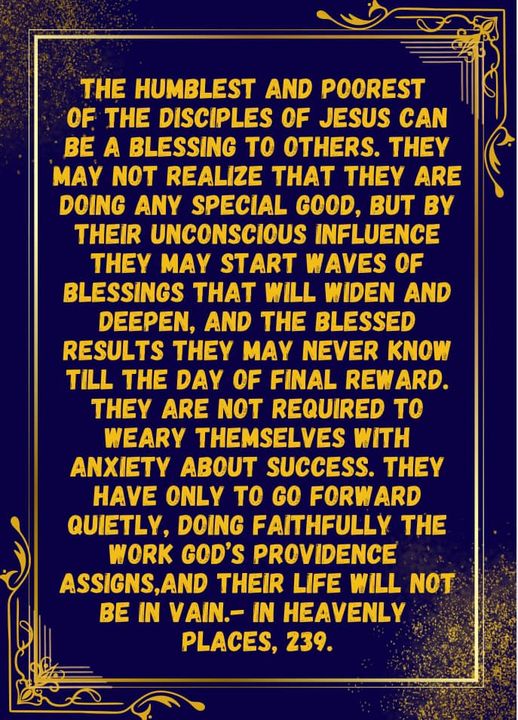 THE HUMBLEST AND POOREST
OF THE DISCIPLES OF JESUS CAN
BE A BLESSING TO OTHERS. THEY
MAY NOT REALIZE THAT THEY ARE
DOING ANY SPECIAL GOOD, BUT BY
THEIR UNCONSCIOUS INFLUENCE
THEY MAY START WAVES OF
BLESSINGS THAT WILL WIDEN AND
DEEPEN, AND THE BLESSED
RESULTS THEY MAY NEVER KNOW
TILL THE DAY OF FINAL REWARD.
THEY ARE NOT REQUIRED TO
WEARY THEMSELVES WITH
ANXIETY ABOUT SUCCESS. THEY
HAVE ONLY TO GO FORWARD
QUIETLY, DOING FAITHFULLY THE
WORK GOD'S PROVIDENCE
ASSIGNS,AND THEIR LIFE WILL NOT
BE IN VAIN.– IN HEAVENLY
PLACES, 239.